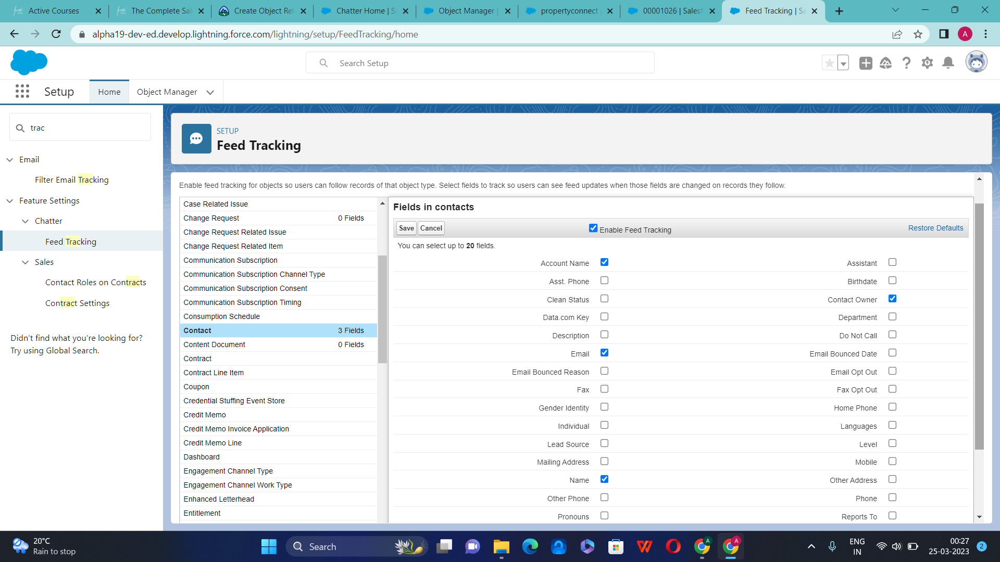 Active Courses
The Complete Sal
Create Object Rel
Chatter Home | S
Object Manager |
propertyconnect
00001026 | Salesf
Feed Tracking | Sa
alpha19-dev-ed.develop.lightning.force.com/lightning/setup/FeedTracking/home
A
Search Setup
Setup
Home
Object Manager
trac
Email
Filter Email Tracking
Feature Settings
Chatter
Feed Tracking
Sales
Contact Roles on Contracts
Contract Settings
Didn't find what you're looking for?
Try using Global Search.
SETUP
Feed Tracking
Enable feed tracking for objects so users can follow records of that object type. Select fields to track so users can see feed updates when those fields are changed on records they follow.
Case Related Issue
Change Request 0 Fields
Change Request Related Issue
Change Request Related Item
Communication Subscription
Communication Subscription Channel Type
Communication Subscription Consent
Communication Subscription Timing
Consumption Schedule
Contact 3 Fields
Content Document 0 Fields
Contract
Contract Line Item
Coupon
Credential Stuffing Event Store
Credit Memo
Credit Memo Invoice Application
Credit Memo Line
Dashboard
Engagement Channel Type
Engagement Channel Work Type
Enhanced Letterhead
Entitlement
Fields in contacts
Save Cancel Enable Feed Tracking Restore Defaults
You can select up to 20 fields.
Account Name Assistant
Asst. Phone Birthdate
Clean Status Contact Owner
Data.com Key Department
Description Do Not Call
Email Email Bounced Date
Email Bounced Reason Email Opt Out
Fax Fax Opt Out
Gender Identity Home Phone
Individual Languages
Lead Source Level
Mailing Address Mobile
Name Other Address
Other Phone Phone
Pronouns Reports To
20°C
Rain to stop
Search
A
A
ENG
IN
00:27
25-03-2023
2